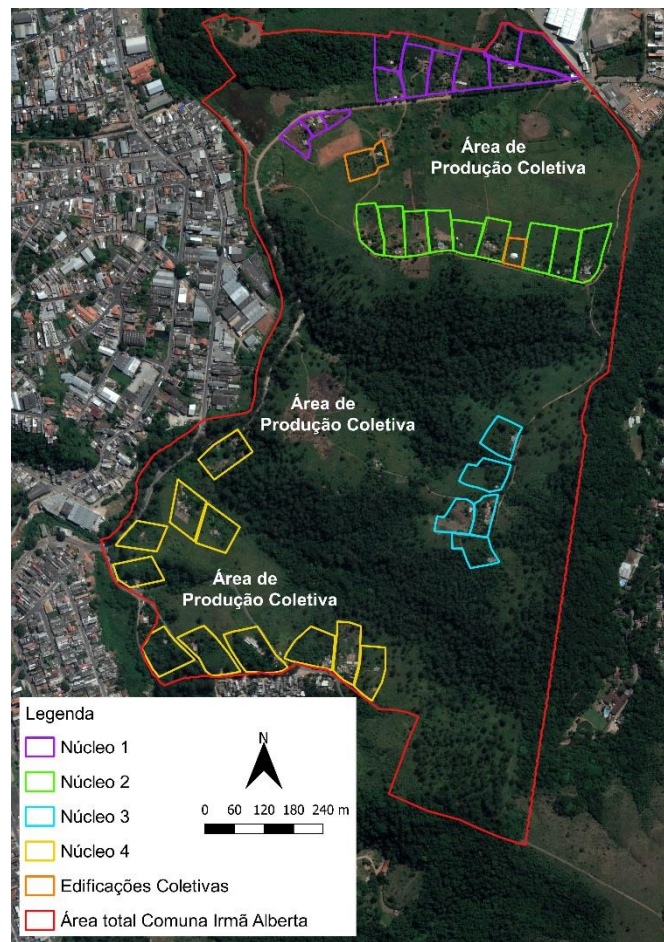 Área de
Produção Coletiva
Área de
Produção Coletiva
Área de
Produção Coletiva
Legenda
Núcleo 1
Núcleo 2
Núcleo 3
Núcleo 4
Edificações Coletivas
Área total Comuna Irmã Alberta
N
0 60 120 180 240 m